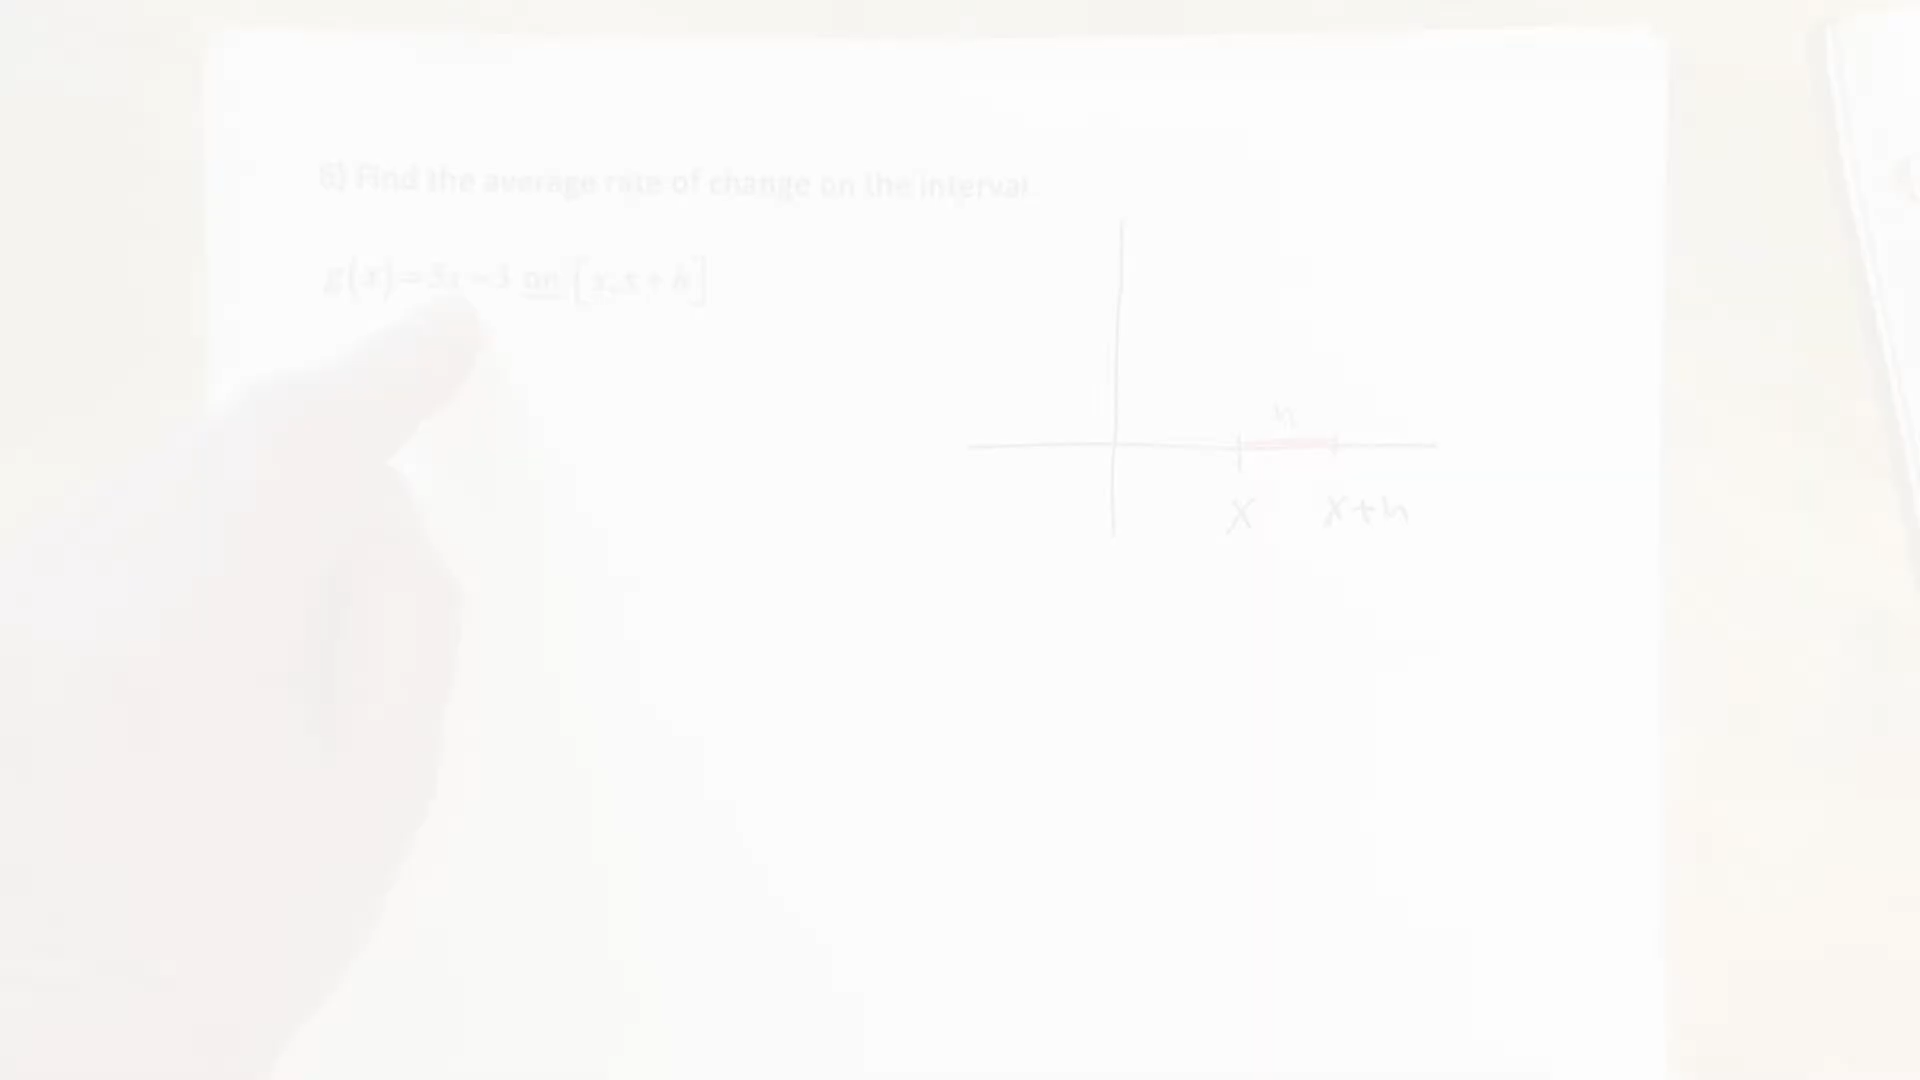 6) Find the average rate of change on the interval.
g(x)=5x-3 on [x,x+h]
h
x x+h